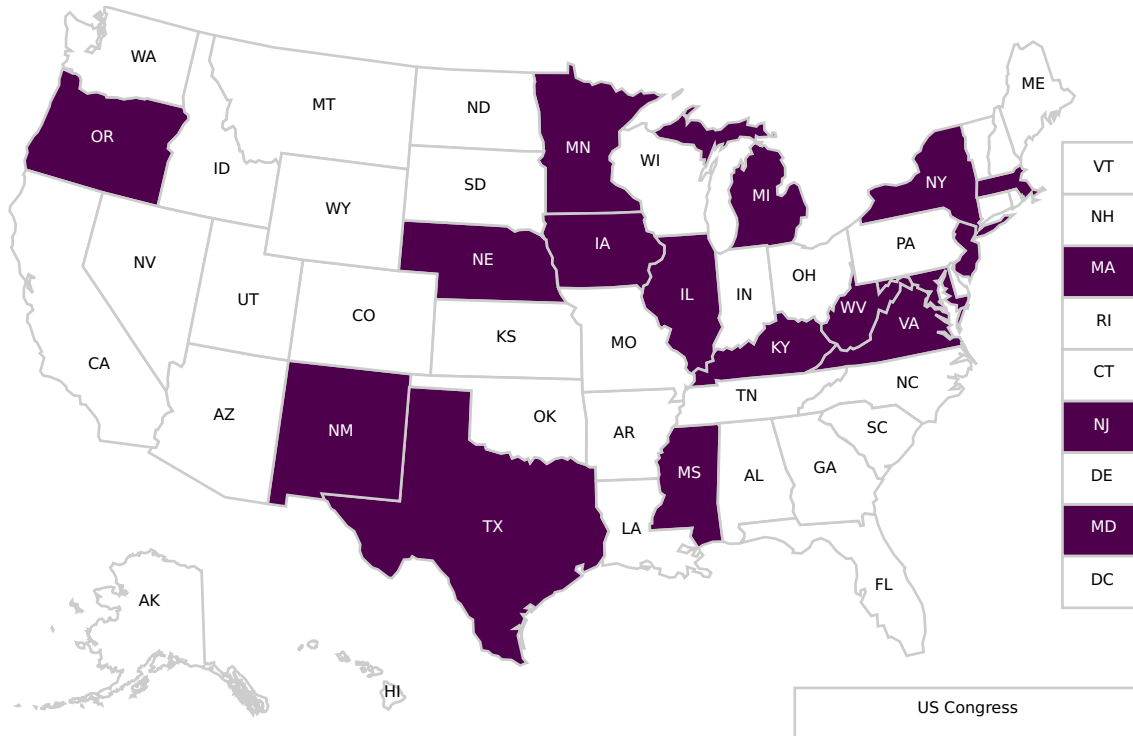 WA
ME
MT
ND
OR
MN
WI
ID
SD
VT
NY
MI
WY
NH
IA
PA
NE
NV
MA
OH
IN
IL
UT
WV
CO
VA
RI
KS
MO
KY
CA
CT
NC
TN
AZ
OK
SC
NM
AR
NJ
GA
MS
AL
DE
TX
LA
MD
DC
FL
AK
HI
US Congress